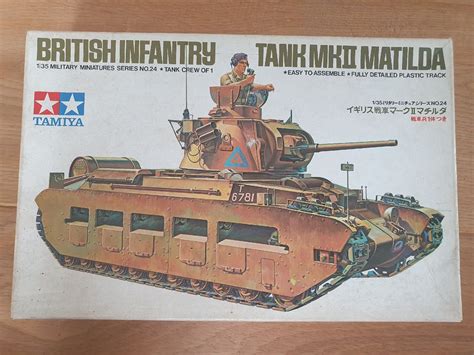 BRITISH INFANTRY TANK MKII MATILDA
1:35 MILITARY MINIATURES SERIES NO.24 ★ TANK CREW OF 1 ★ EASY TO ASSEMBLE ★ FULLY DETAILED PLASTIC TRACK
TAMIYA
1/35ミリタリーミニチュアシリーズNO.24
イギリス戦車マークIIマチルダ
戦車兵1体つき
T
6781